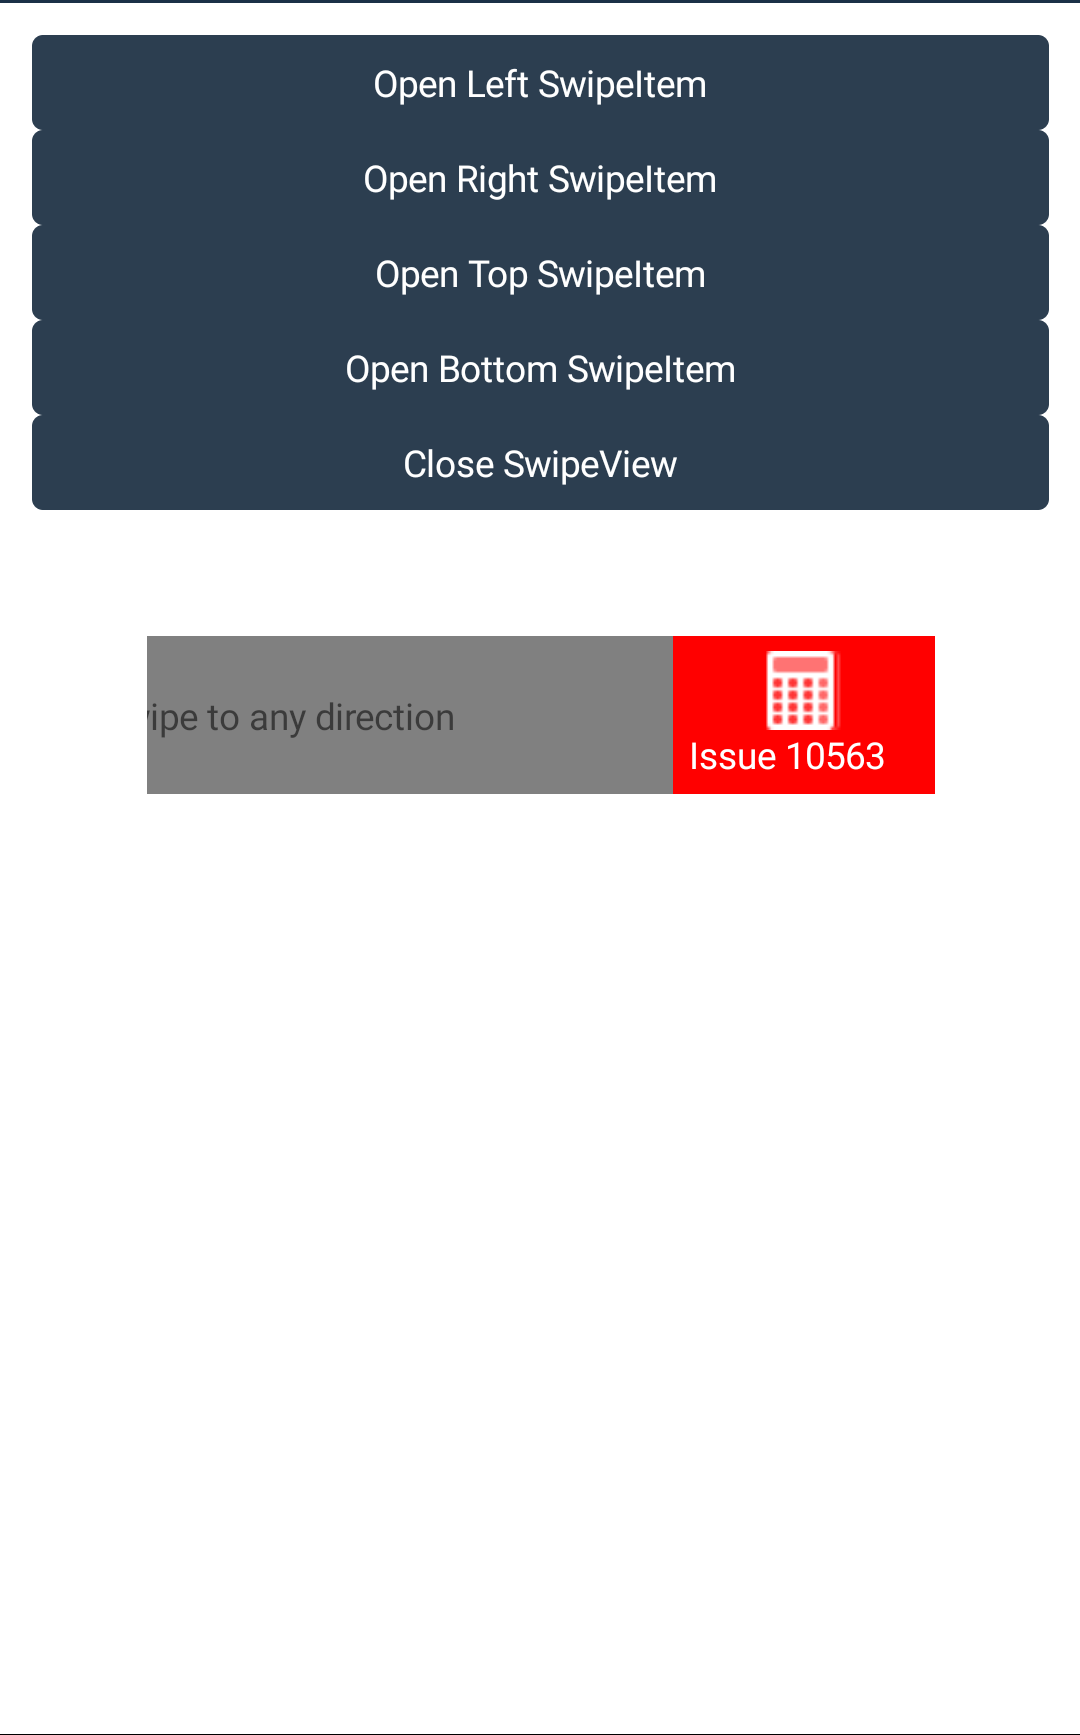 Open Left SwipeItem
Open Right SwipeItem
Open Top SwipeItem
Open Bottom SwipeItem
Close SwipeView
to any direction
Issue 10563